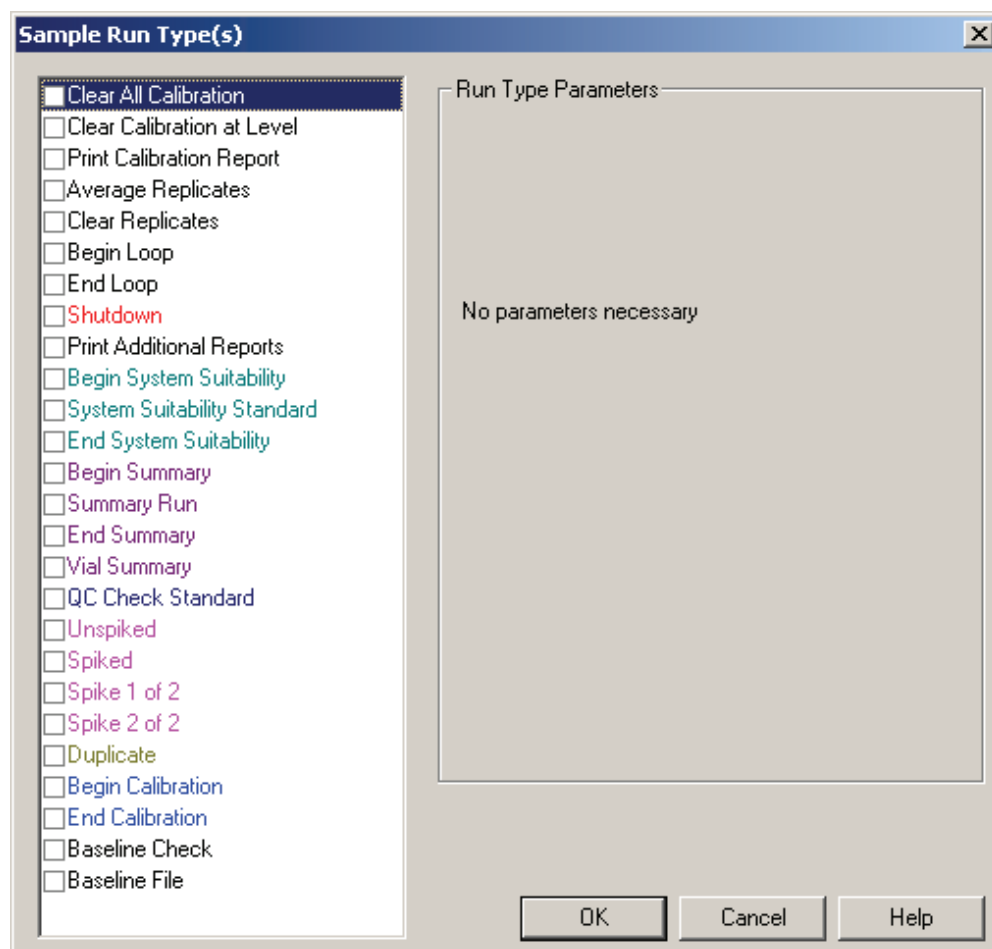 Sample Run Type(s)
Clear All Calibration
Clear Calibration at Level
Print Calibration Report
Average Replicates
Clear Replicates
Begin Loop
End Loop
Shutdown
Print Additional Reports
Begin System Suitability
System Suitability Standard
End System Suitability
Begin Summary
Summary Run
End Summary
Vial Summary
QC Check Standard
Unspiked
Spiked
Spike 1 of 2
Spike 2 of 2
Duplicate
Begin Calibration
End Calibration
Baseline Check
Baseline File
Run Type Parameters
No parameters necessary
OK Cancel Help